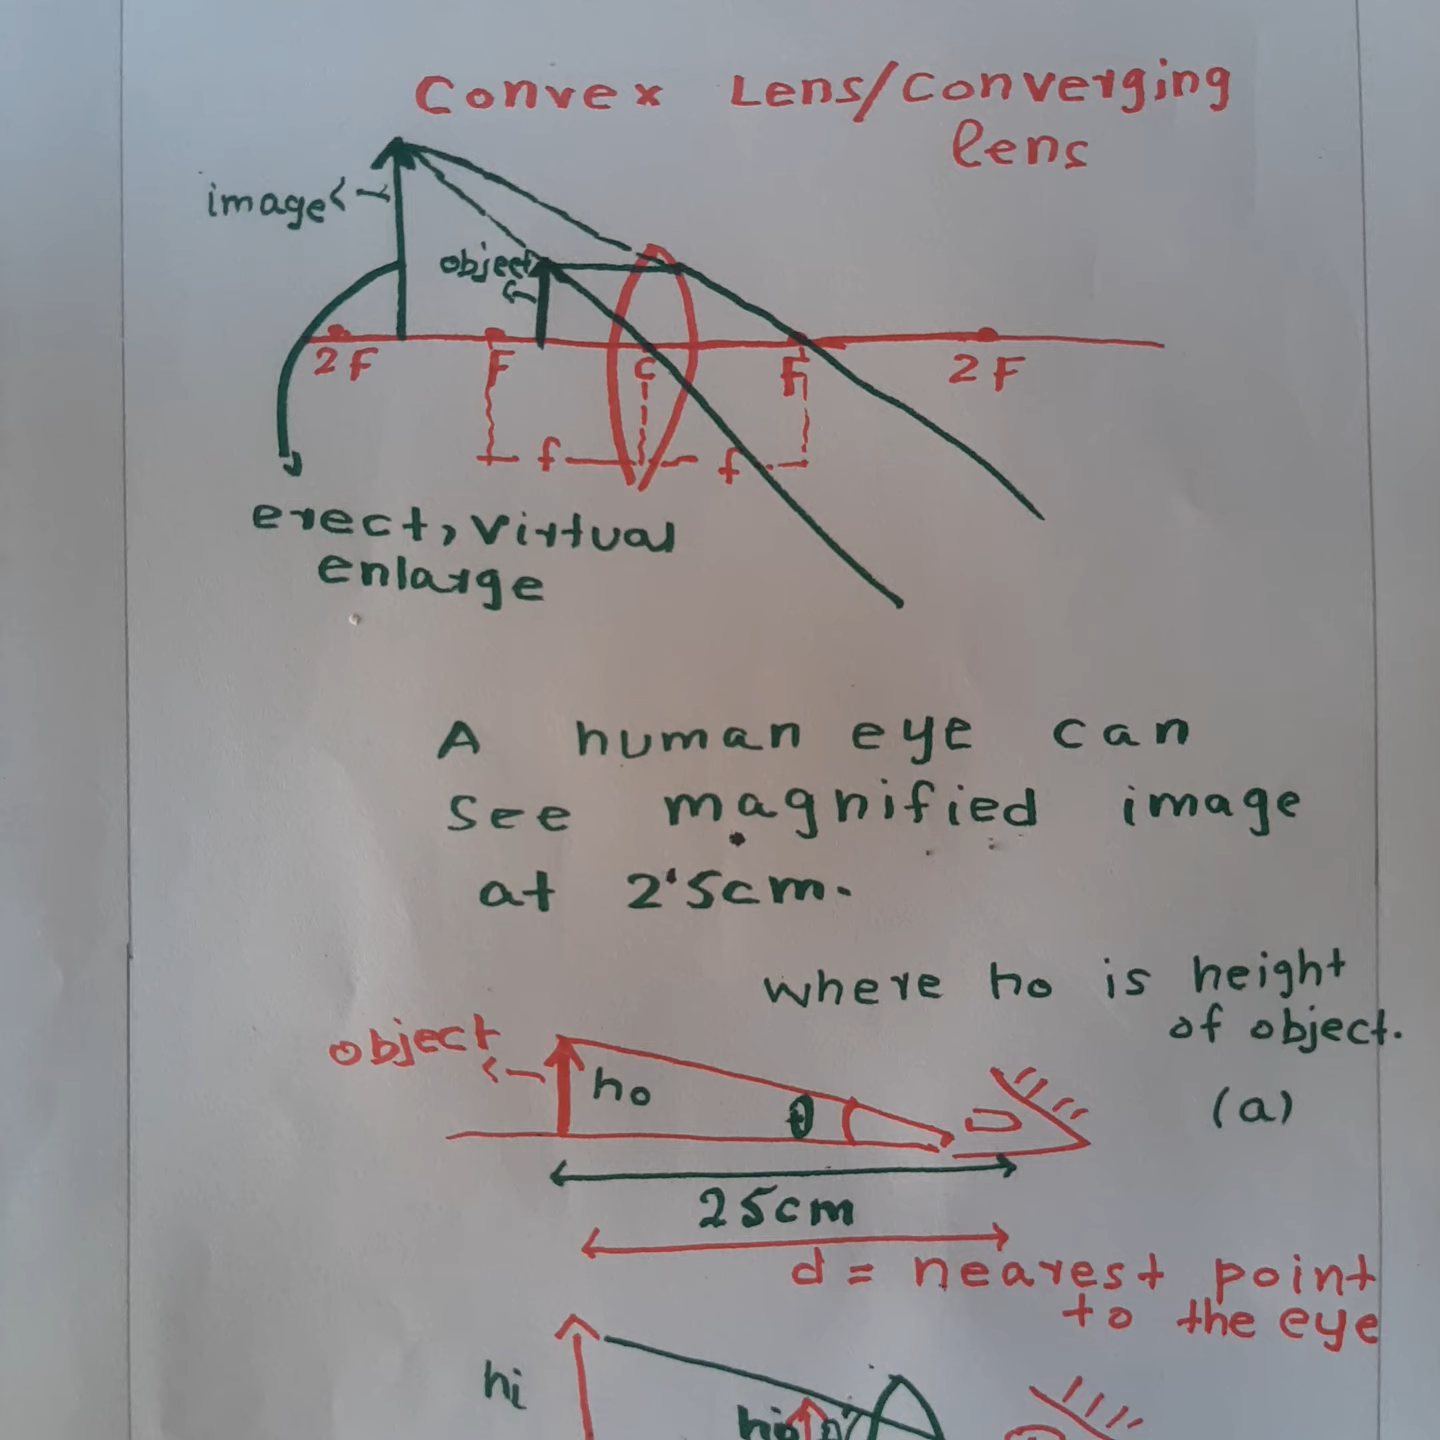 Convex Lens/Converging
lens
image
object
2F F C F 2F
f f
erect, Virtual
enlarge
A human eye can
see magnified image
at 2.5cm.
where ho is height
of object.
object
ho θ
(a)
25cm
d = nearest point
to the eye
hi
ho